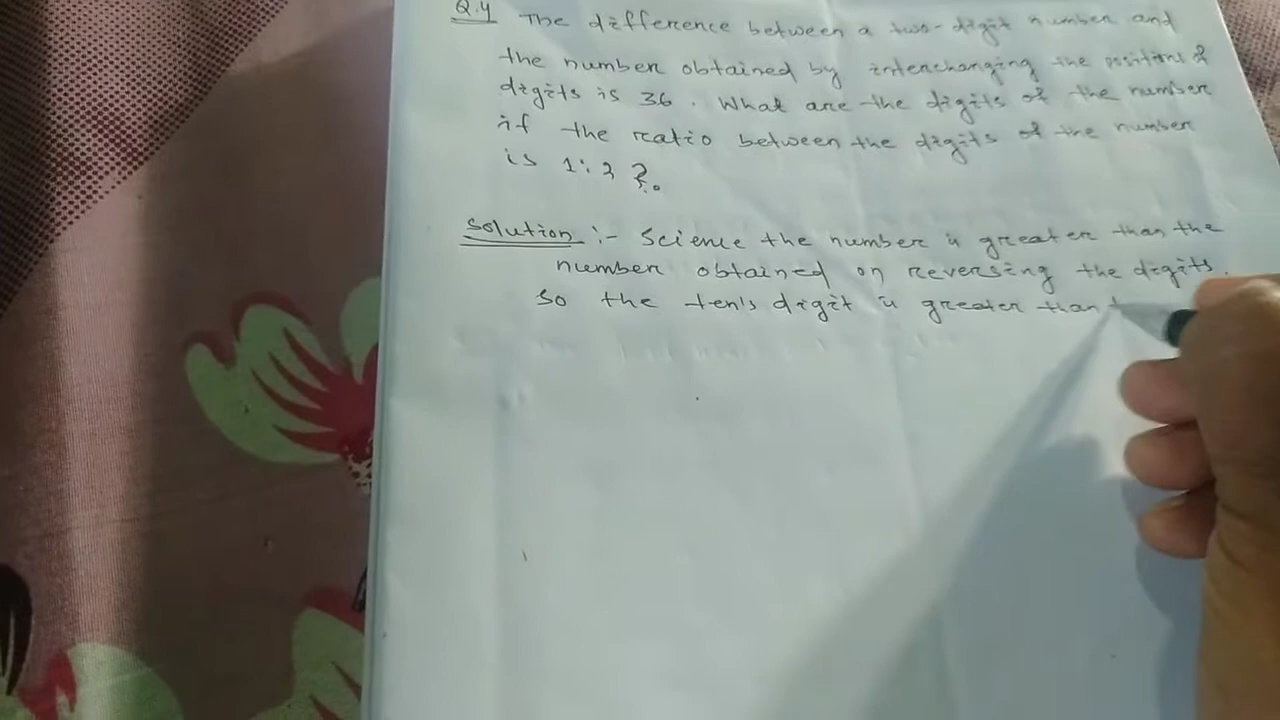 Q.4 The difference between a two-digit number and
the number obtained by interchanging the positions of
digits is 36. What are the digits of the number
if the ratio between the digits of the number
is 1:2 ?
Solution :- Science the number is greater than the
number obtained on reversing the digits.
So the ten's digit is greater than t